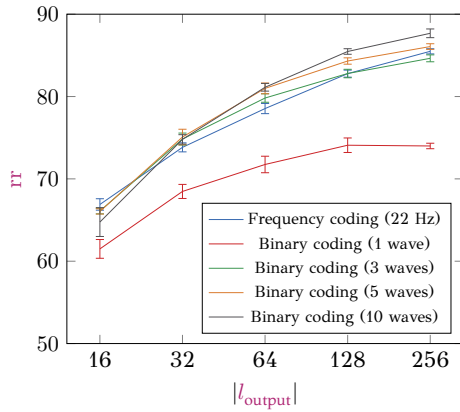 90
80
70
60
50
rr
Frequency coding (22 Hz)
Binary coding (1 wave)
Binary coding (3 waves)
Binary coding (5 waves)
Binary coding (10 waves)
16 32 64 128 256
|l_output|